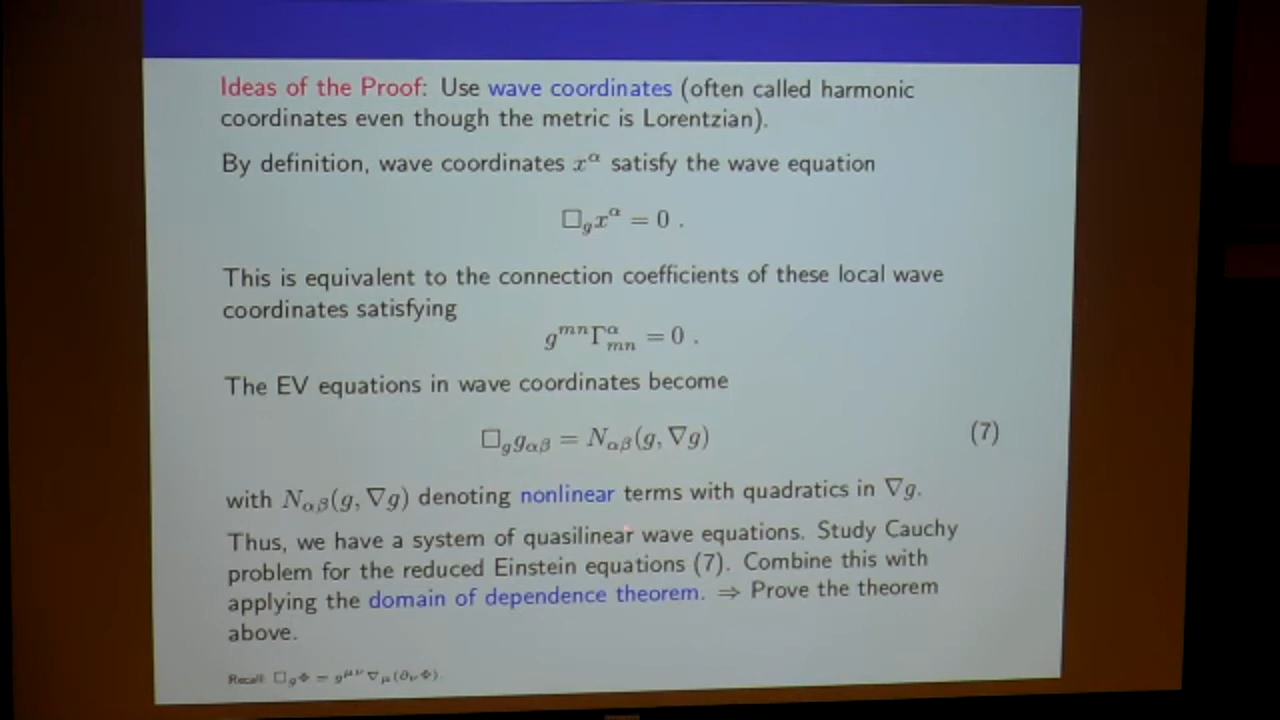 Ideas of the Proof: Use wave coordinates (often called harmonic
coordinates even though the metric is Lorentzian).
By definition, wave coordinates x^α satisfy the wave equation
□_g x^α = 0 .
This is equivalent to the connection coefficients of these local wave
coordinates satisfying
g^{mn}Γ^α_{mn} = 0 .
The EV equations in wave coordinates become
□_g g_{αβ} = N_{αβ}(g, ∇g) (7)
with N_{αβ}(g, ∇g) denoting nonlinear terms with quadratics in ∇g.
Thus, we have a system of quasilinear wave equations. Study Cauchy
problem for the reduced Einstein equations (7). Combine this with
applying the domain of dependence theorem. ⇒ Prove the theorem
above.
Recall: □_g Φ = g^{μν}∇_μ(∂_ν Φ).